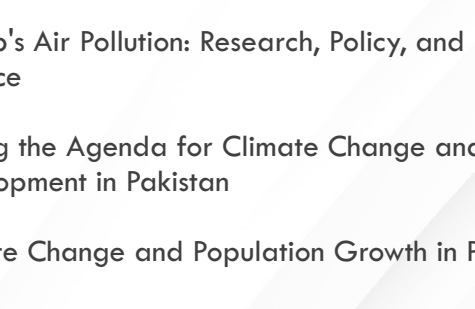 's Air Pollution: Research, Policy, and
ce
g the Agenda for Climate Change and
opment in Pakistan
te Change and Population Growth in P